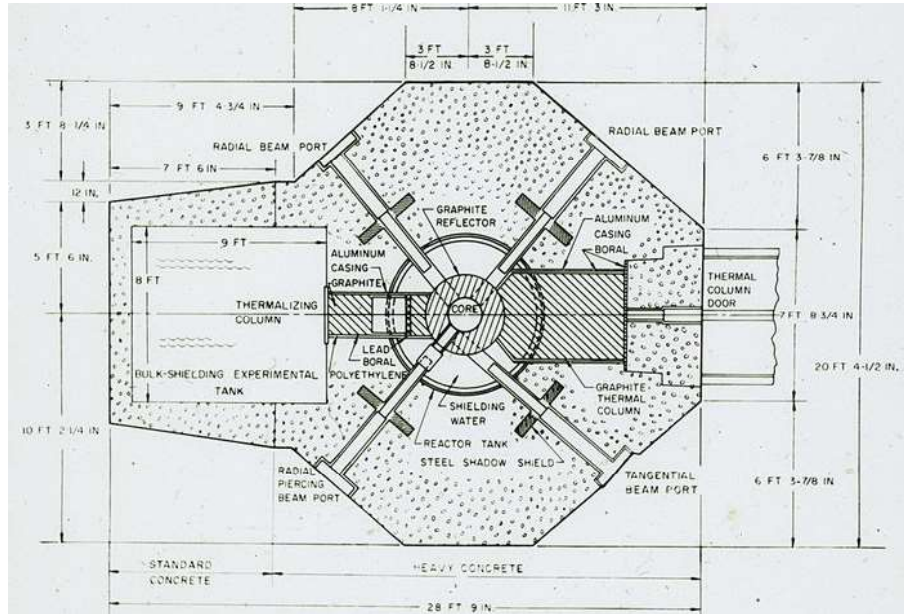 8 FT 1-1/4 IN
11 FT 3 IN.
3 FT
8-1/2 IN.
3 FT
8-1/2 IN.
9 FT 4-3/4 IN
3 FT 8-1/4 IN
RADIAL BEAM PORT
RADIAL BEAM PORT
7 FT 6 IN
6 FT 3-7/8 IN
12 IN.
GRAPHITE
REFLECTOR
ALUMINUM
CASING
BORAL
9 FT
5 FT 6 IN.
ALUMINUM
CASING
GRAPHITE
8 FT
THERMAL
COLUMN
DOOR
THERMALIZING
COLUMN
CORE
7 FT 8-3/4 IN
LEAD
BORAL
POLYETHYLENE
BULK-SHIELDING EXPERIMENTAL
TANK
20 FT 4-1/2 IN.
GRAPHITE-
THERMAL
COLUMN
SHIELDING
WATER
10 FT 2-1/4 IN
REACTOR TANK
STEEL SHADOW SHIELD
RADIAL
PIERCING
BEAM PORT
TANGENTIAL
BEAM PORT
6 FT 3-7/8 IN
STANDARD
CONCRETE
HEAVY CONCRETE
28 FT 9 IN.